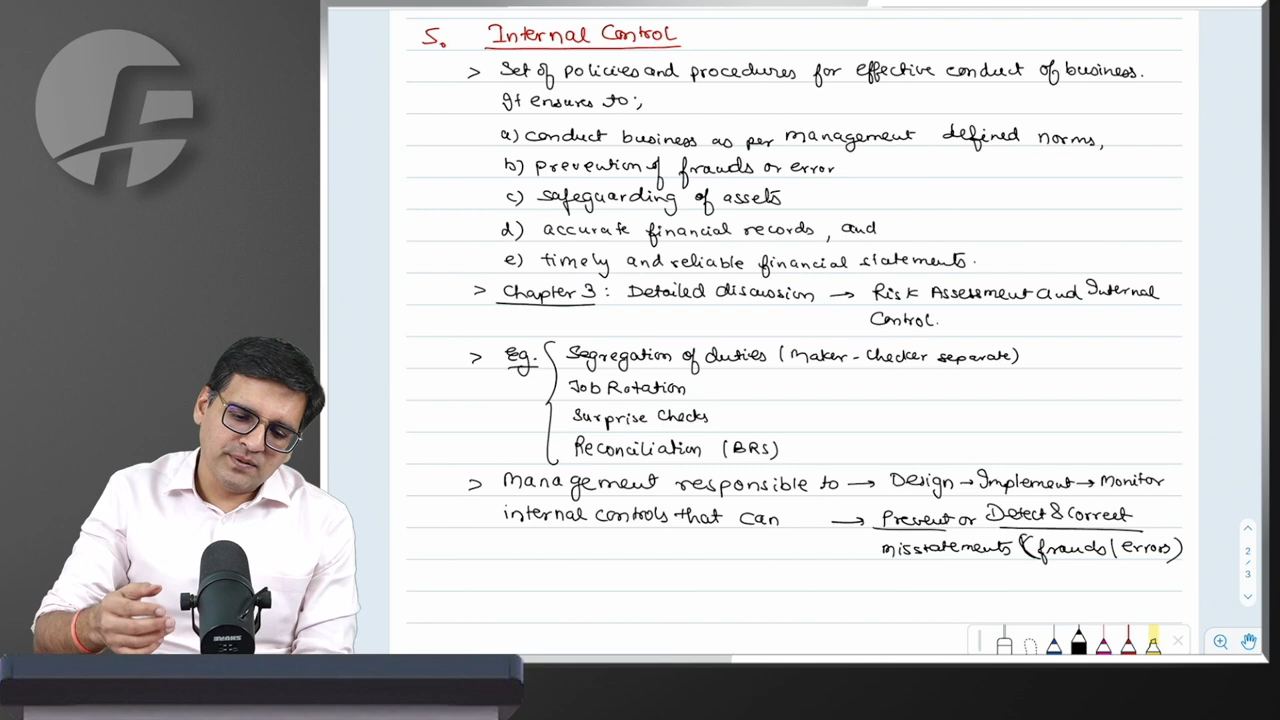 5. Internal Control
> Set of policies and procedures for effective conduct of business.
It ensures to;
a) conduct business as per management defined norms,
b) prevention of frauds or error
c) safeguarding of assets
d) accurate financial records, and
e) timely and reliable financial statements.
> Chapter 3: Detailed discussion → Risk Assessment and Internal
Control.
> Eg. { Segregation of duties (Maker-Checker separate)
Job Rotation
Surprise Checks
Reconciliation (BRS)
> Management responsible to → Design → Implement → Monitor
internal controls that can → Prevent or Detect & Correct
misstatements (frauds/errors)
2
/
3
SHURE